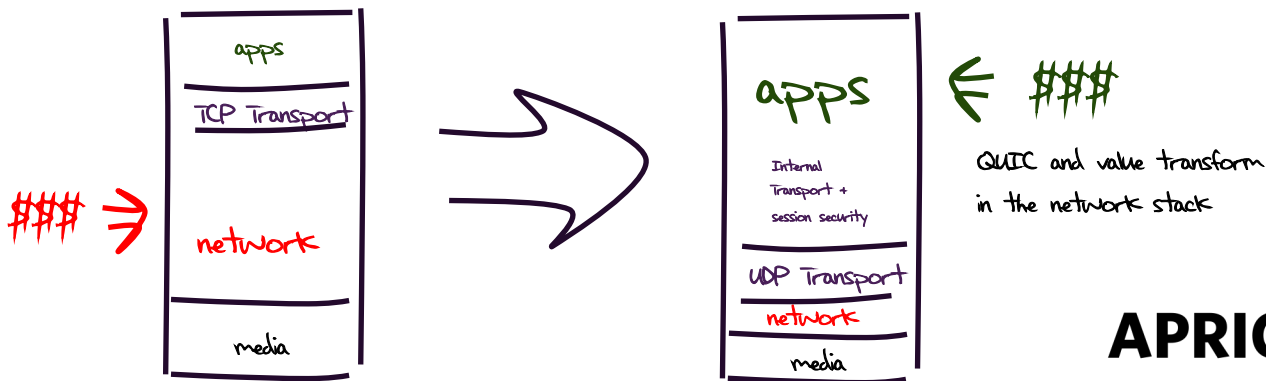 apps
TCP Transport
$$$
network
media
apps
Internal
Transport +
session security
UDP Transport
network
media
$$$
QUIC and value transform
in the network stack